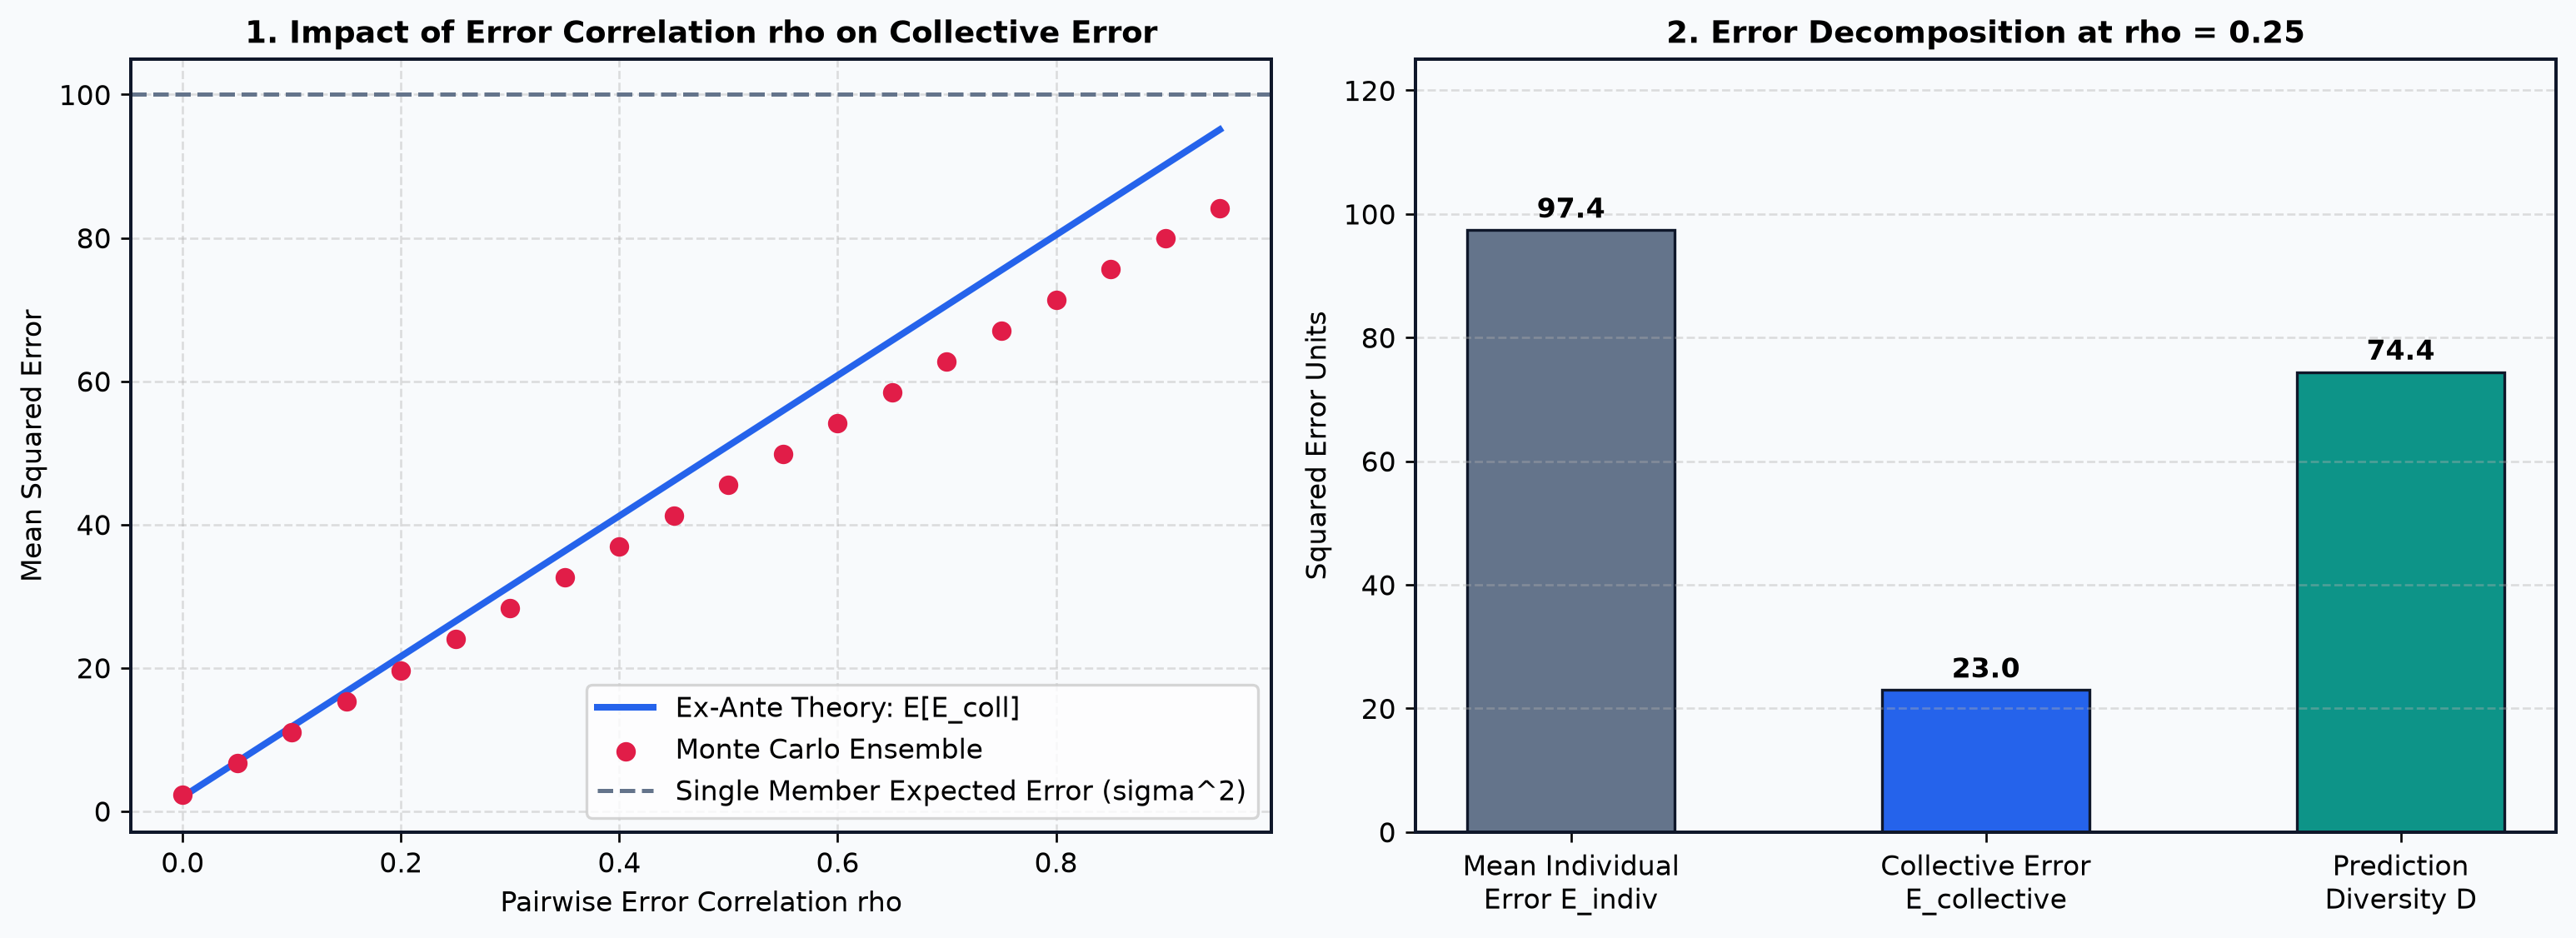 1. Impact of Error Correlation rho on Collective Error
Mean Squared Error
100
80
60
40
20
0
0.0
0.2
0.4
0.6
0.8
Pairwise Error Correlation rho
Ex-Ante Theory: E[E_coll]
Monte Carlo Ensemble
Single Member Expected Error (sigma^2)
2. Error Decomposition at rho = 0.25
Squared Error Units
120
100
80
60
40
20
0
97.4
23.0
74.4
Mean Individual
Error E_indiv
Collective Error
E_collective
Prediction
Diversity D